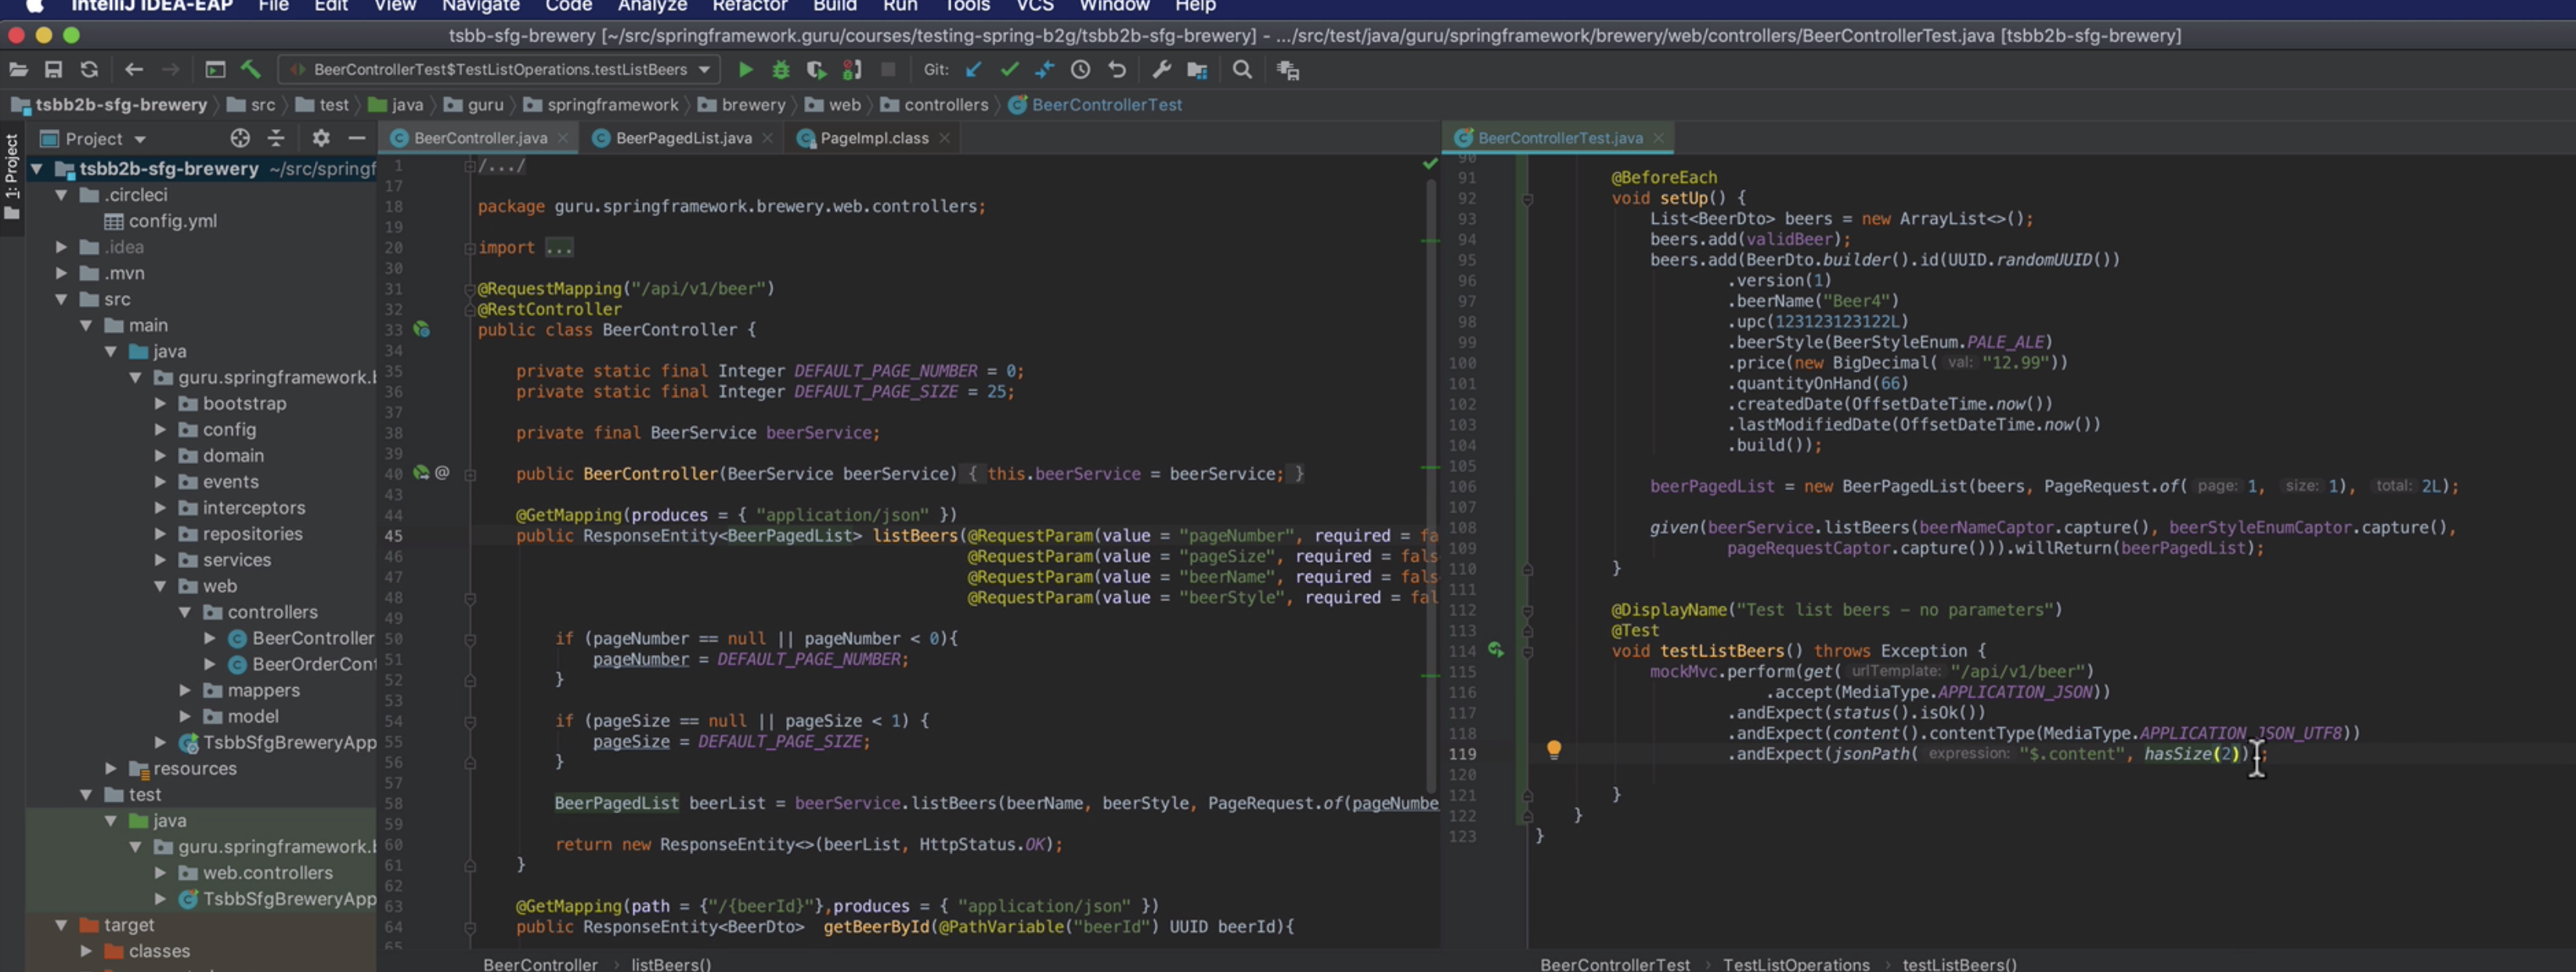 IntelliJ IDEA-EAP File Edit View Navigate Code Analyze Refactor Build Run Tools VCS Window Help
tsbb-sfg-brewery [~/src/springframework.guru/courses/testing-spring-b2g/tsbb2b-sfg-brewery] - .../src/test/java/guru/springframework/brewery/web/controllers/BeerControllerTest.java [tsbb2b-sfg-brewery]
BeerControllerTest$TestListOperations.testListBeers Git:
tsbb2b-sfg-brewery src test java guru springframework brewery web controllers BeerControllerTest
1: Project
Project
tsbb2b-sfg-brewery ~/src/springf
.circleci
config.yml
.idea
.mvn
src
main
java
guru.springframework.b
bootstrap
config
domain
events
interceptors
repositories
services
web
controllers
BeerController
BeerOrderCont
mappers
model
TsbbSfgBreweryApp
resources
test
java
guru.springframework.b
web.controllers
TsbbSfgBreweryApp
target
classes
BeerController.java BeerPagedList.java PageImpl.class
1 /.../
17
18 package guru.springframework.brewery.web.controllers;
19
20 import ...
30
31 @RequestMapping("/api/v1/beer")
32 @RestController
33 public class BeerController {
34
35 private static final Integer DEFAULT_PAGE_NUMBER = 0;
36 private static final Integer DEFAULT_PAGE_SIZE = 25;
37
38 private final BeerService beerService;
39
40 @ public BeerController(BeerService beerService) { this.beerService = beerService; }
43
44 @GetMapping(produces = { "application/json" })
45 public ResponseEntity<BeerPagedList> listBeers(@RequestParam(value = "pageNumber", required = fa
46 @RequestParam(value = "pageSize", required = fals
47 @RequestParam(value = "beerName", required = fals
48 @RequestParam(value = "beerStyle", required = fal
49
50 if (pageNumber == null || pageNumber < 0){
51 pageNumber = DEFAULT_PAGE_NUMBER;
52 }
53
54 if (pageSize == null || pageSize < 1) {
55 pageSize = DEFAULT_PAGE_SIZE;
56 }
57
58 BeerPagedList beerList = beerService.listBeers(beerName, beerStyle, PageRequest.of(pageNumbe
59
60 return new ResponseEntity<>(beerList, HttpStatus.OK);
61 }
62
63 @GetMapping(path = {"/{beerId}"},produces = { "application/json" })
64 public ResponseEntity<BeerDto> getBeerById(@PathVariable("beerId") UUID beerId){
65
BeerController › listBeers()
BeerControllerTest.java
90
91 @BeforeEach
92 void setUp() {
93 List<BeerDto> beers = new ArrayList<>();
94 beers.add(validBeer);
95 beers.add(BeerDto.builder().id(UUID.randomUUID())
96 .version(1)
97 .beerName("Beer4")
98 .upc(123123123122L)
99 .beerStyle(BeerStyleEnum.PALE_ALE)
100 .price(new BigDecimal( val: "12.99"))
101 .quantityOnHand(66)
102 .createdDate(OffsetDateTime.now())
103 .lastModifiedDate(OffsetDateTime.now())
104 .build());
105
106 beerPagedList = new BeerPagedList(beers, PageRequest.of( page: 1, size: 1), total: 2L);
107
108 given(beerService.listBeers(beerNameCaptor.capture(), beerStyleEnumCaptor.capture(),
109 pageRequestCaptor.capture())).willReturn(beerPagedList);
110 }
111
112 @DisplayName("Test list beers – no parameters")
113 @Test
114 void testListBeers() throws Exception {
115 mockMvc.perform(get( urlTemplate: "/api/v1/beer")
116 .accept(MediaType.APPLICATION_JSON))
117 .andExpect(status().isOk())
118 .andExpect(content().contentType(MediaType.APPLICATION_JSON_UTF8))
119 .andExpect(jsonPath( expression: "$.content", hasSize(2));
120
121 }
122 }
123 }
BeerControllerTest › TestListOperations › testListBeers()